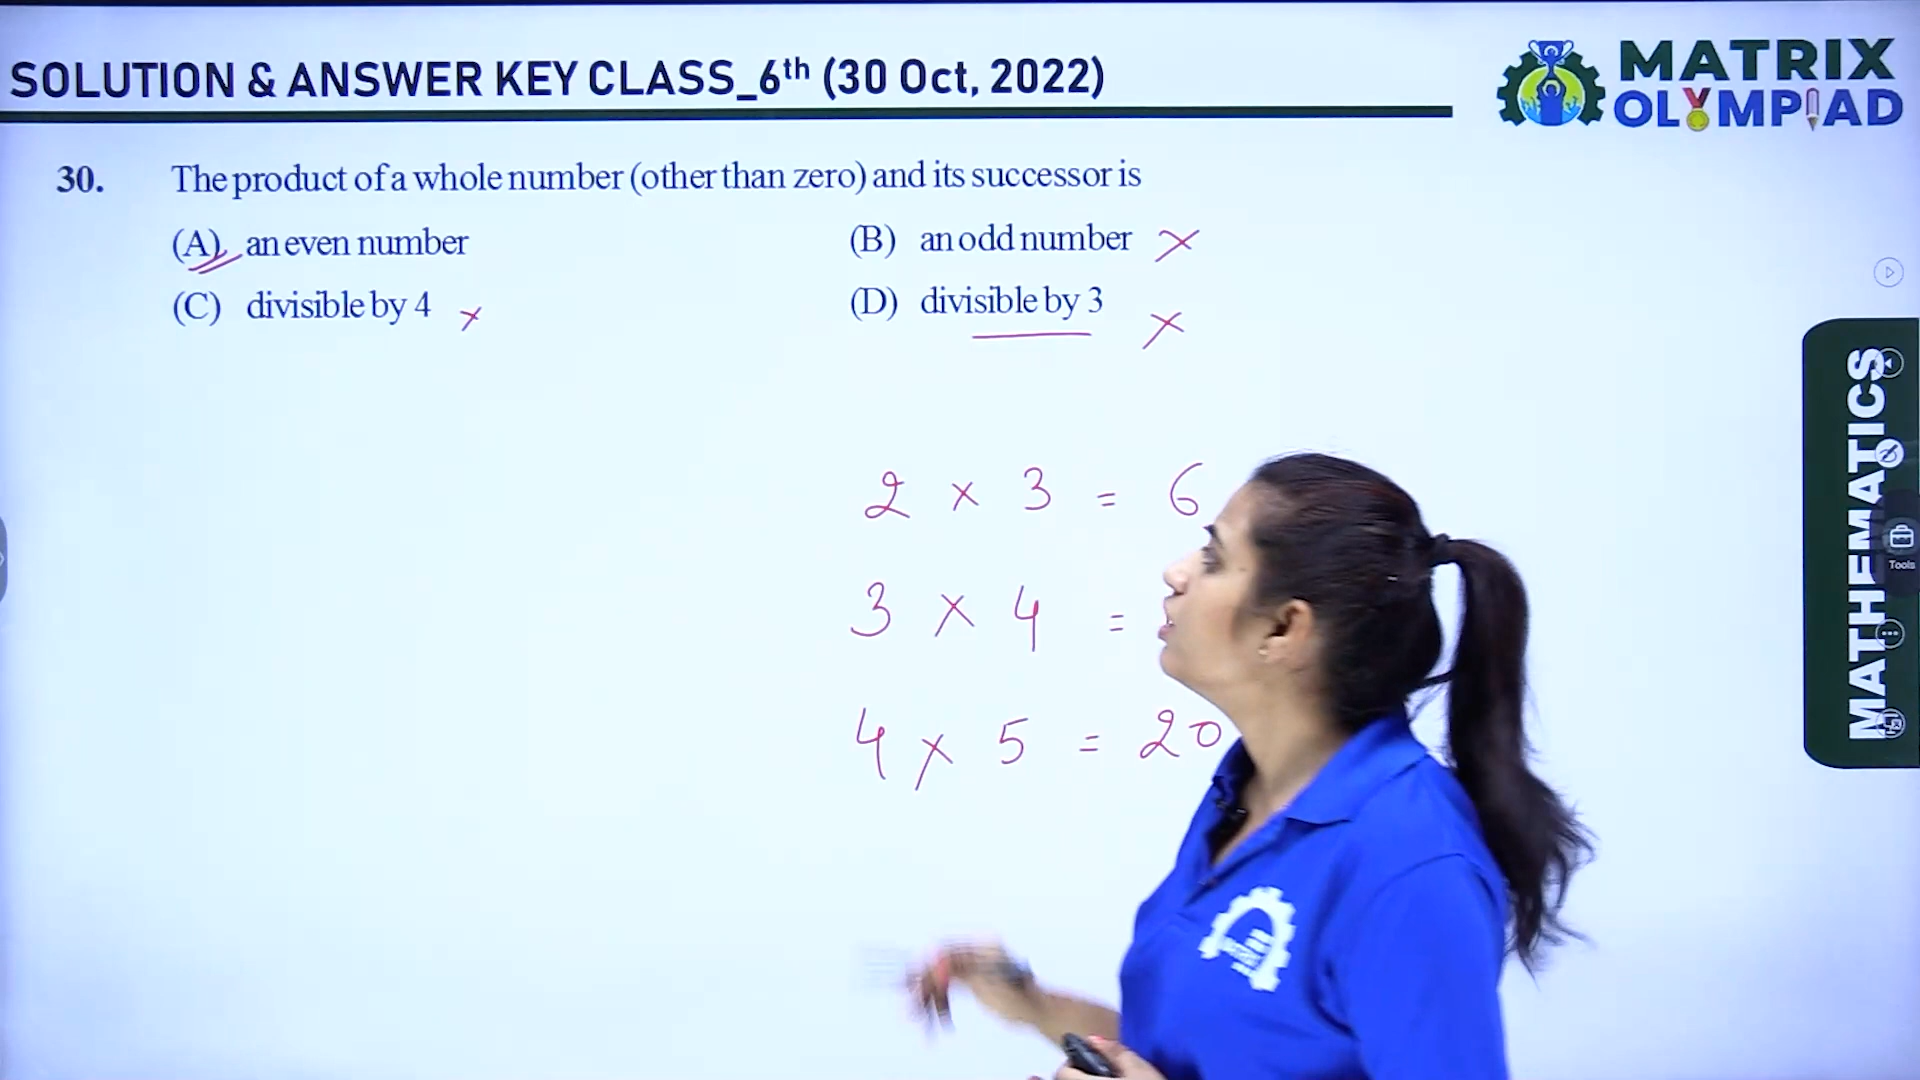 SOLUTION & ANSWER KEY CLASS_6th (30 Oct, 2022)
MATRIX
OLYMPIAD
30. The product of a whole number (other than zero) and its successor is
(A) an even number (B) an odd number ×
(C) divisible by 4 × (D) divisible by 3 ×
2 × 3 = 6
3 × 4 =
4 × 5 = 20
MATHEMATICS
Tools